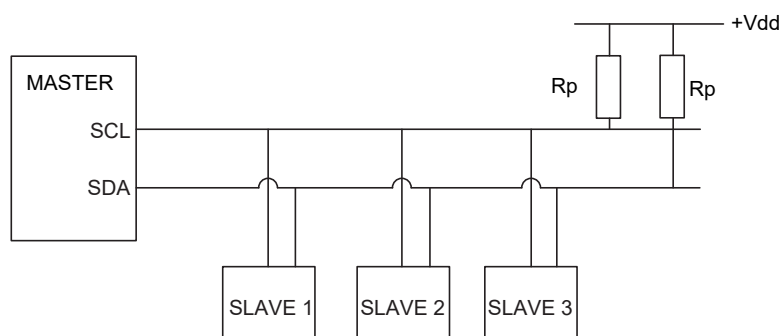 +Vdd
MASTER
Rp
Rp
SCL
SDA
SLAVE 1
SLAVE 2
SLAVE 3